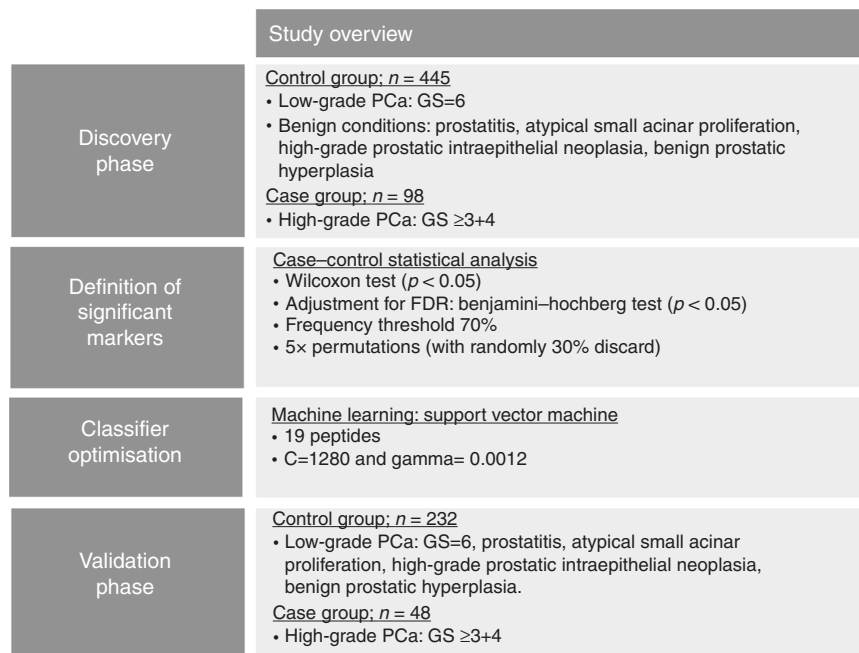 Study overview
Discovery
phase
Control group; n = 445
• Low-grade PCa: GS=6
• Benign conditions: prostatitis, atypical small acinar proliferation,
high-grade prostatic intraepithelial neoplasia, benign prostatic
hyperplasia
Case group; n = 98
• High-grade PCa: GS ≥3+4
Definition of
significant
markers
Case–control statistical analysis
• Wilcoxon test (p < 0.05)
• Adjustment for FDR: benjamini–hochberg test (p < 0.05)
• Frequency threshold 70%
• 5× permutations (with randomly 30% discard)
Classifier
optimisation
Machine learning: support vector machine
• 19 peptides
• C=1280 and gamma= 0.0012
Validation
phase
Control group; n = 232
• Low-grade PCa: GS=6, prostatitis, atypical small acinar
proliferation, high-grade prostatic intraepithelial neoplasia,
benign prostatic hyperplasia.
Case group; n = 48
• High-grade PCa: GS ≥3+4